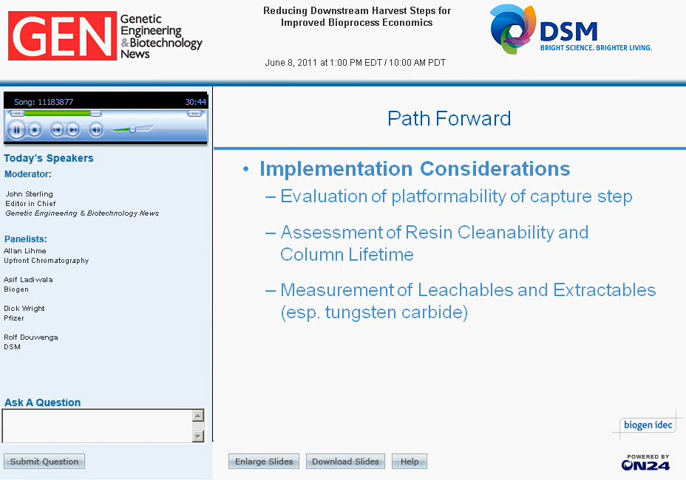 GEN
Genetic
Engineering
& Biotechnology
News
Reducing Downstream Harvest Steps for
Improved Bioprocess Economics
June 8, 2011 at 1:00 PM EDT / 10:00 AM PDT
DSM
BRIGHT SCIENCE. BRIGHTER LIVING.
Song: 11183877
30:44
Today's Speakers
Moderator:
John Sterling
Editor in Chief
Genetic Engineering & Biotechnology News
Panelists:
Allan Lihme
Upfront Chromatography
Asif Ladiwala
Biogen
Dick Wright
Pfizer
Rolf Douwenga
DSM
Ask A Question
Submit Question
Path Forward
• Implementation Considerations
– Evaluation of platformability of capture step
– Assessment of Resin Cleanability and
Column Lifetime
– Measurement of Leachables and Extractables
(esp. tungsten carbide)
biogen idec
Enlarge Slides
Download Slides
Help
POWERED BY
ON24